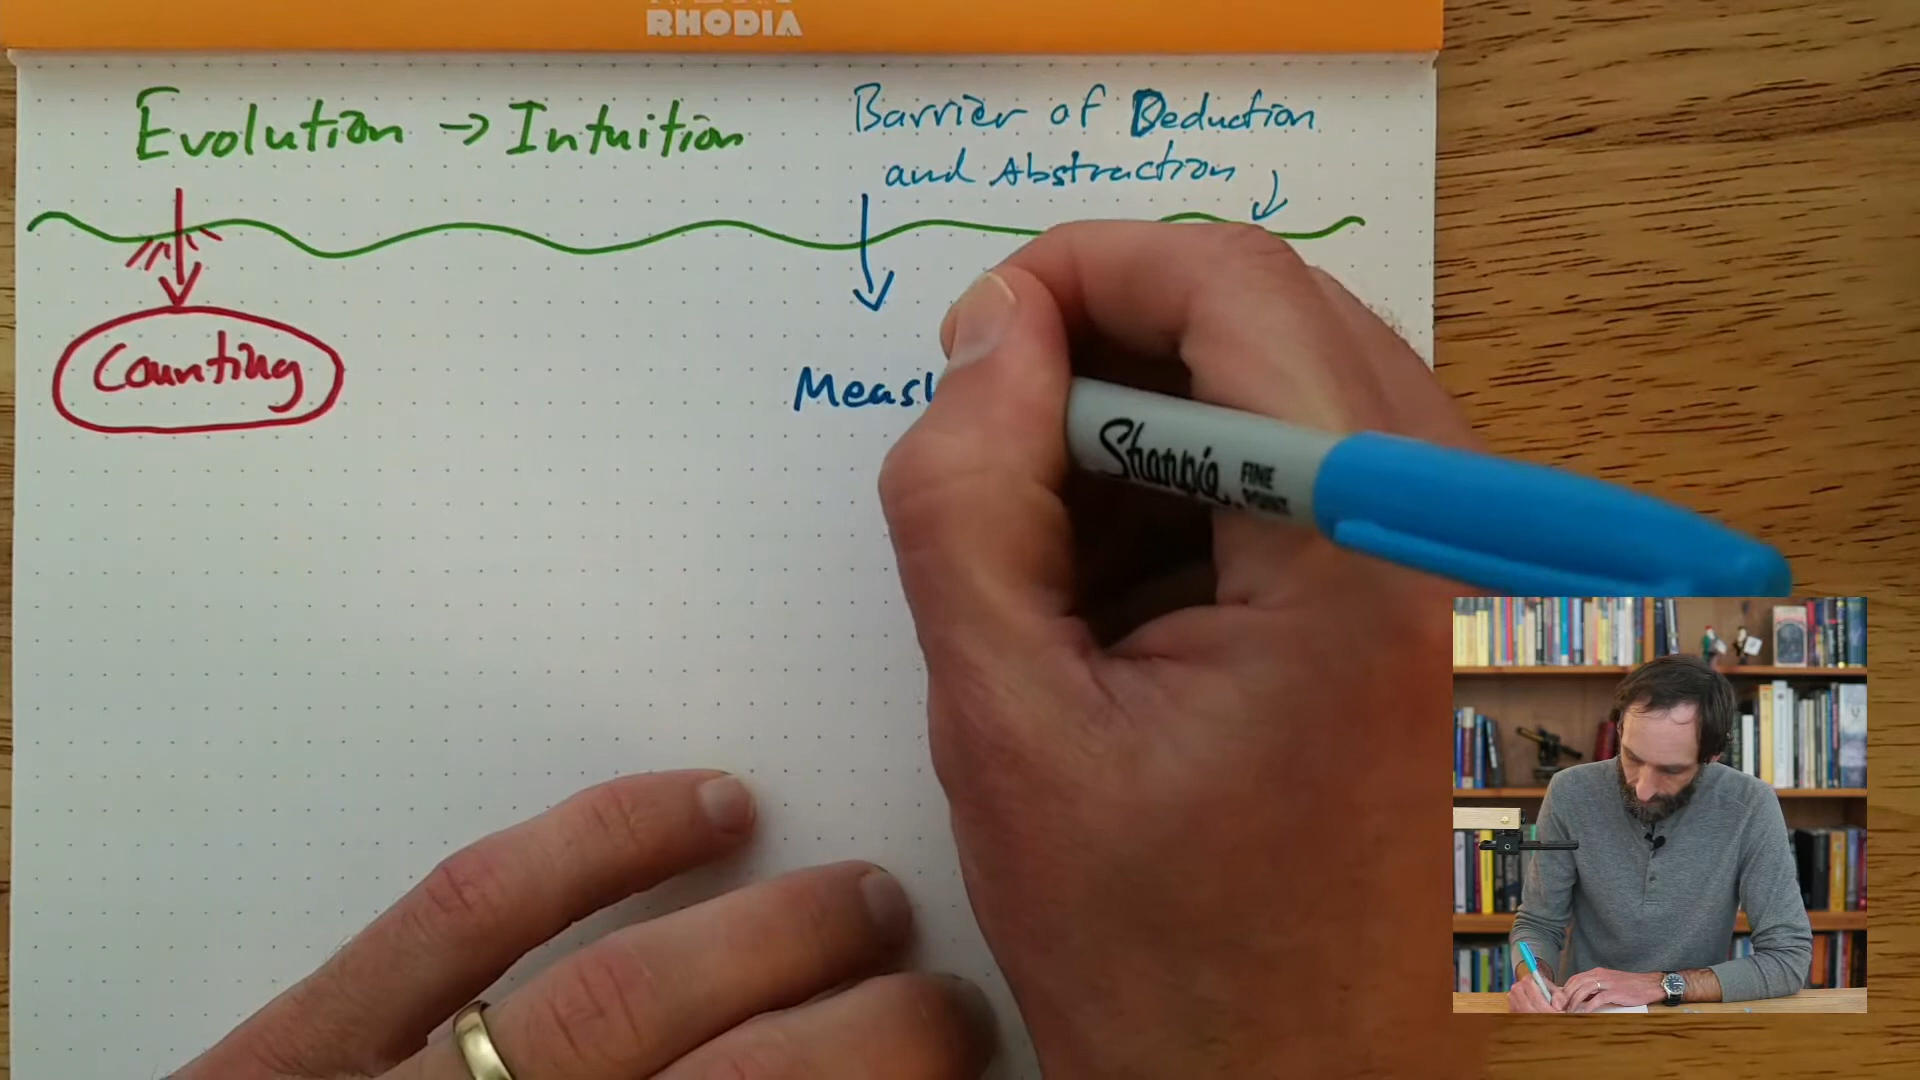 RHODIA
Evolution → Intuition
Barrier of Deduction
and Abstraction
Counting
Meas
Sharpie
FINE
POINT